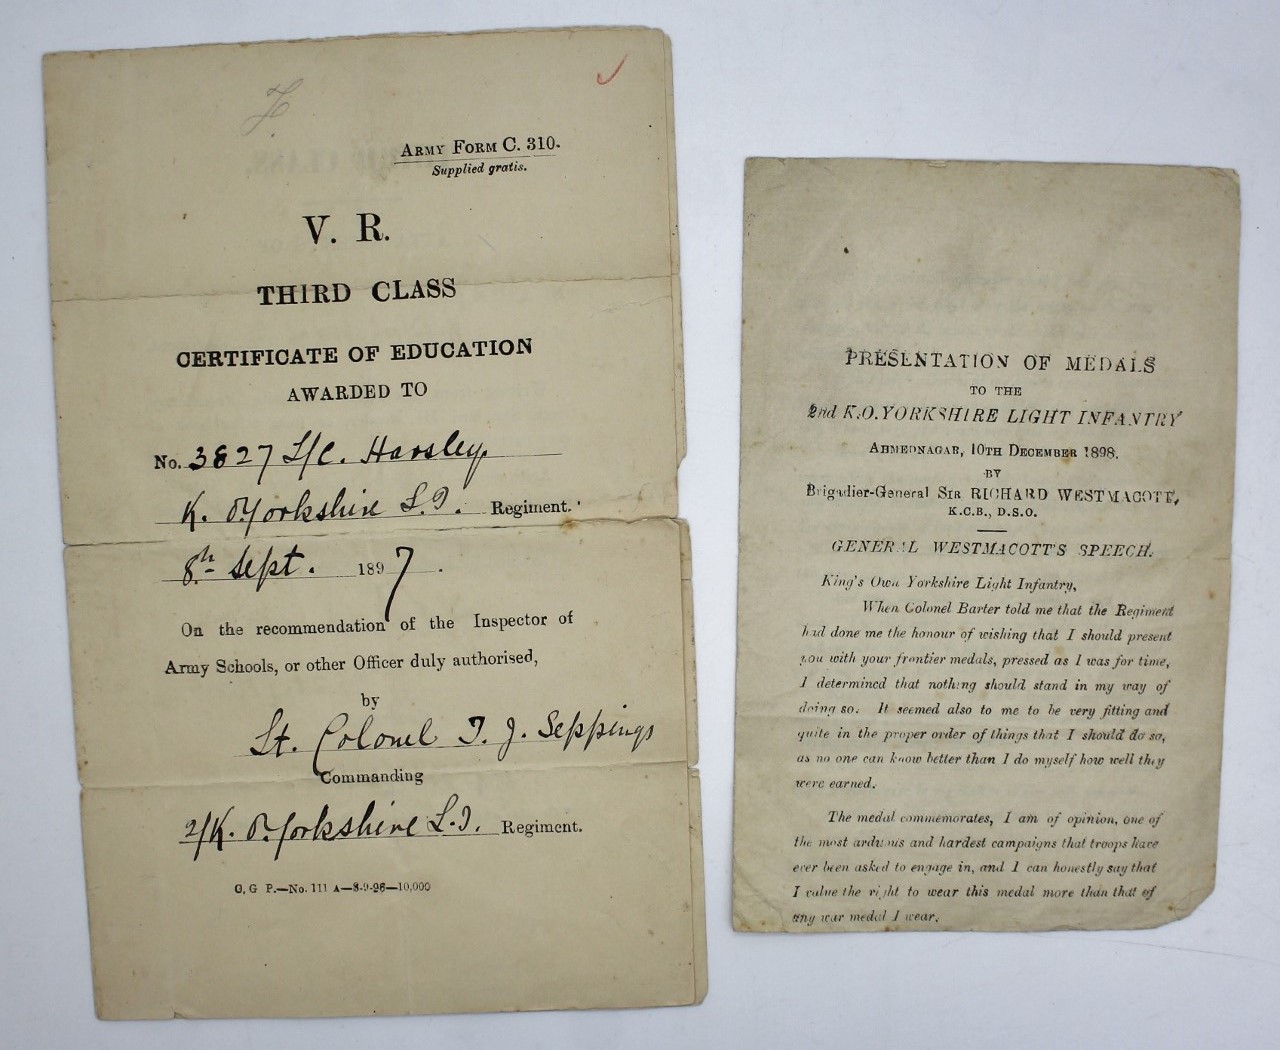 ARMY FORM C. 310.
Supplied gratis.
V. R.
THIRD CLASS
CERTIFICATE OF EDUCATION
AWARDED TO
No. 3827 L/C. Harsley
K. O. Yorkshire L.I. Regiment.
8th Sept. 1897.
On the recommendation of the Inspector of
Army Schools, or other Officer duly authorised,
by
Lt. Colonel T. J. Seppings
Commanding
2/K. O. Yorkshire L.I. Regiment.
G. G P.—No. 111 A—8-9-96—10,000
PRESENTATION OF MEDALS
TO THE
2nd K.O. YORKSHIRE LIGHT INFANTRY
AHMEDNAGAR, 10TH DECEMBER 1898.
BY
Brigadier-General SIR RICHARD WESTMACOTT,
K.C.B., D.S.O.
GENERAL WESTMACOTT'S SPEECH.
King's Own Yorkshire Light Infantry,
When Colonel Barter told me that the Regiment
had done me the honour of wishing that I should present
you with your frontier medals, pressed as I was for time,
I determined that nothing should stand in my way of
doing so. It seemed also to me to be very fitting and
quite in the proper order of things that I should do so,
as no one can know better than I do myself how well they
were earned.
The medal commemorates, I am of opinion, one of
the most arduous and hardest campaigns that troops have
ever been asked to engage in, and I can honestly say that
I value the right to wear this medal more than that of
any war medal I wear.